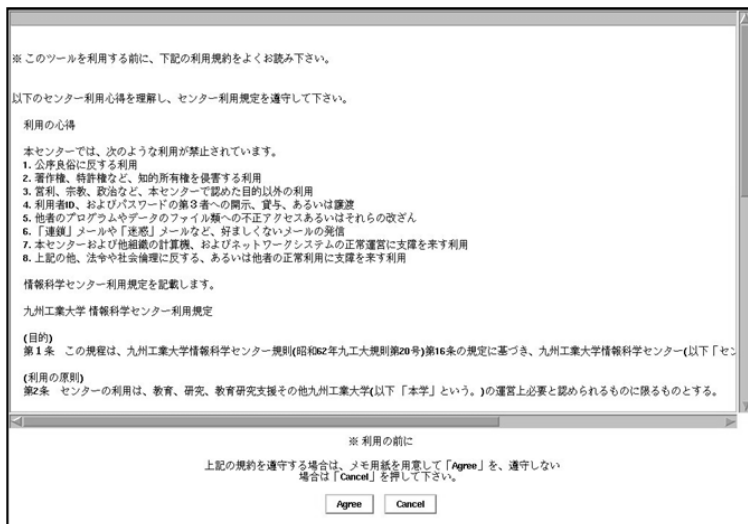 ※ このツールを利用する前に、下記の利用規約をよくお読み下さい。
以下のセンター利用心得を理解し、センター利用規定を遵守して下さい。
利用の心得
本センターでは、次のような利用が禁止されています。
1. 公序良俗に反する利用
2. 著作権、特許権など、知的所有権を侵害する利用
3. 営利、宗教、政治など、本センターで認めた目的以外の利用
4. 利用者ID、およびパスワードの第3者への開示、貸与、あるいは譲渡
5. 他者のプログラムやデータのファイル類への不正アクセスあるいはそれらの改ざん
6. 「連鎖」メールや「迷惑」メールなど、好ましくないメールの発信
7. 本センターおよび他組織の計算機、およびネットワークシステムの正常運営に支障を来す利用
8. 上記の他、法令や社会倫理に反する、あるいは他者の正常利用に支障を来す利用
情報科学センター利用規定を記載します。
九州工業大学 情報科学センター利用規定
(目的)
第1条 この規程は、九州工業大学情報科学センター規則(昭和62年九工大規則第20号)第16条の規定に基づき、九州工業大学情報科学センター(以下「セン
(利用の原則)
第2条 センターの利用は、教育、研究、教育研究支援その他九州工業大学(以下「本学」という。)の運営上必要と認められるものに限るものとする。
※ 利用の前に
上記の規約を遵守する場合は、メモ用紙を用意して「Agree」を、遵守しない
場合は「Cancel」を押して下さい。
Agree Cancel